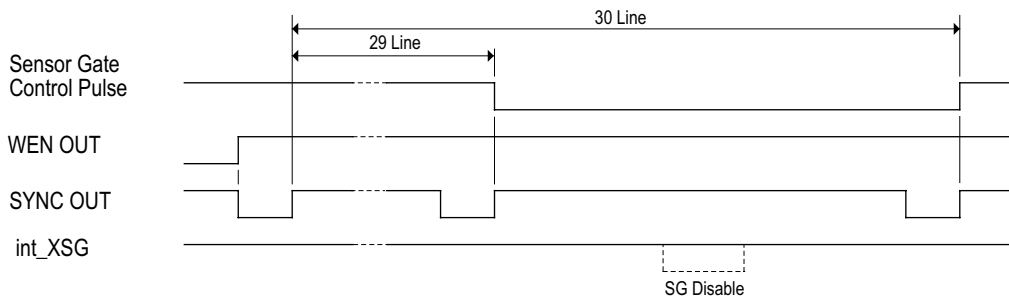 30 Line
29 Line
Sensor Gate
Control Pulse
WEN OUT
SYNC OUT
int_XSG
SG Disable